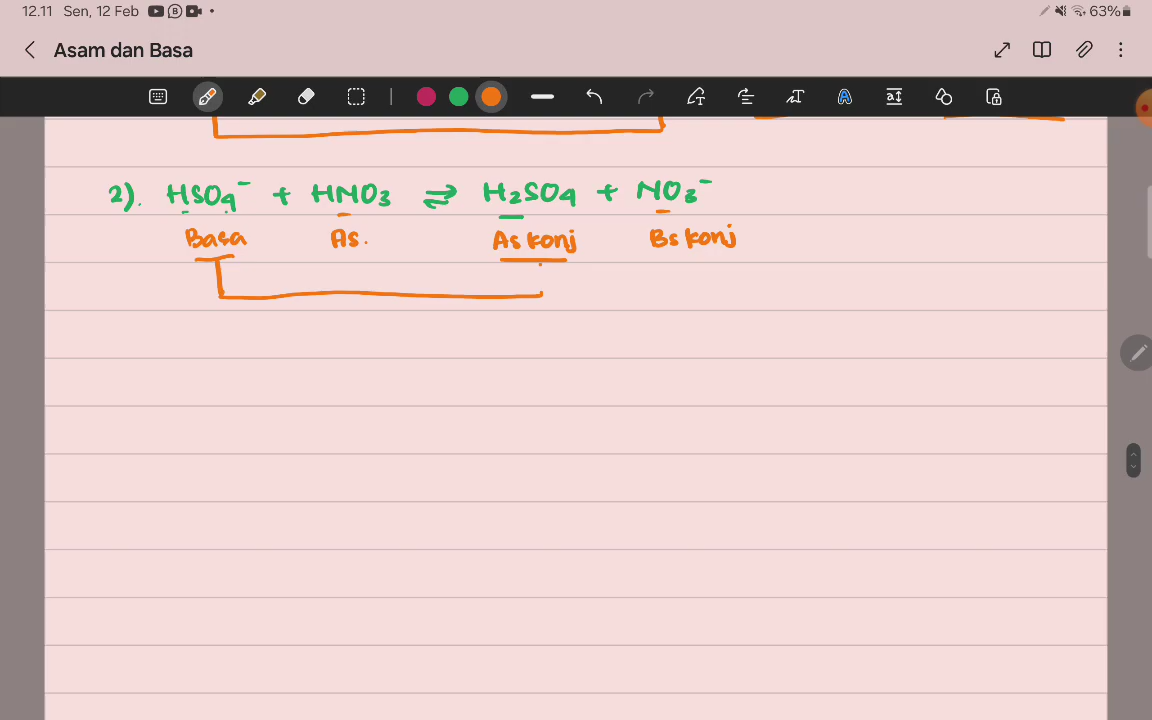 12.11 Sen, 12 Feb 63%
Asam dan Basa
2). HSO₄⁻ + HNO₃ ⇌ H₂SO₄ + NO₃⁻
Basa As. As konj Bs konj